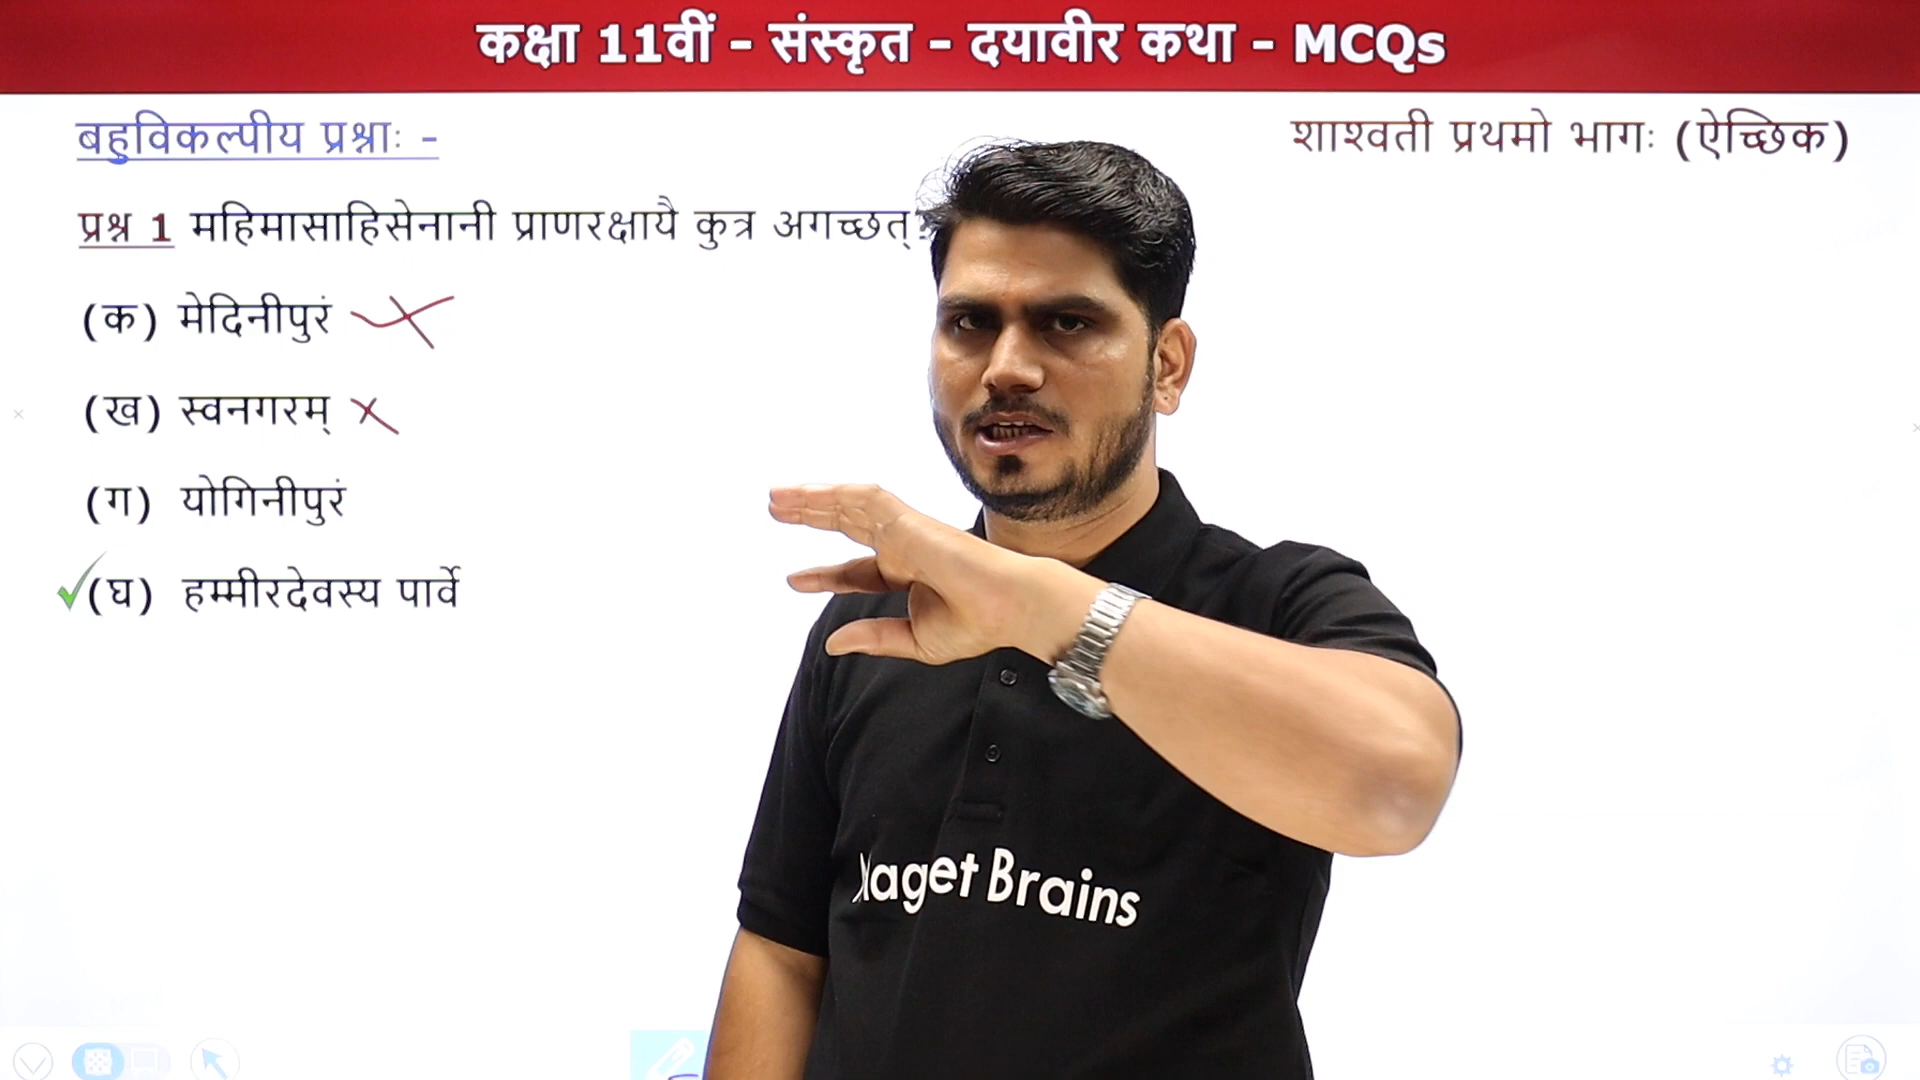 कक्षा 11वीं - संस्कृत - दयावीर कथा - MCQs
बहुविकल्पीय प्रश्नाः -
शाश्वती प्रथमो भागः (ऐच्छिक)
प्रश्न 1 महिमासाहिसेनानी प्राणरक्षायै कुत्र अगच्छत्?
(क) मेदिनीपुरं
(ख) स्वनगरम्
(ग) योगिनीपुरं
(घ) हम्मीरदेवस्य पार्वे
Brains